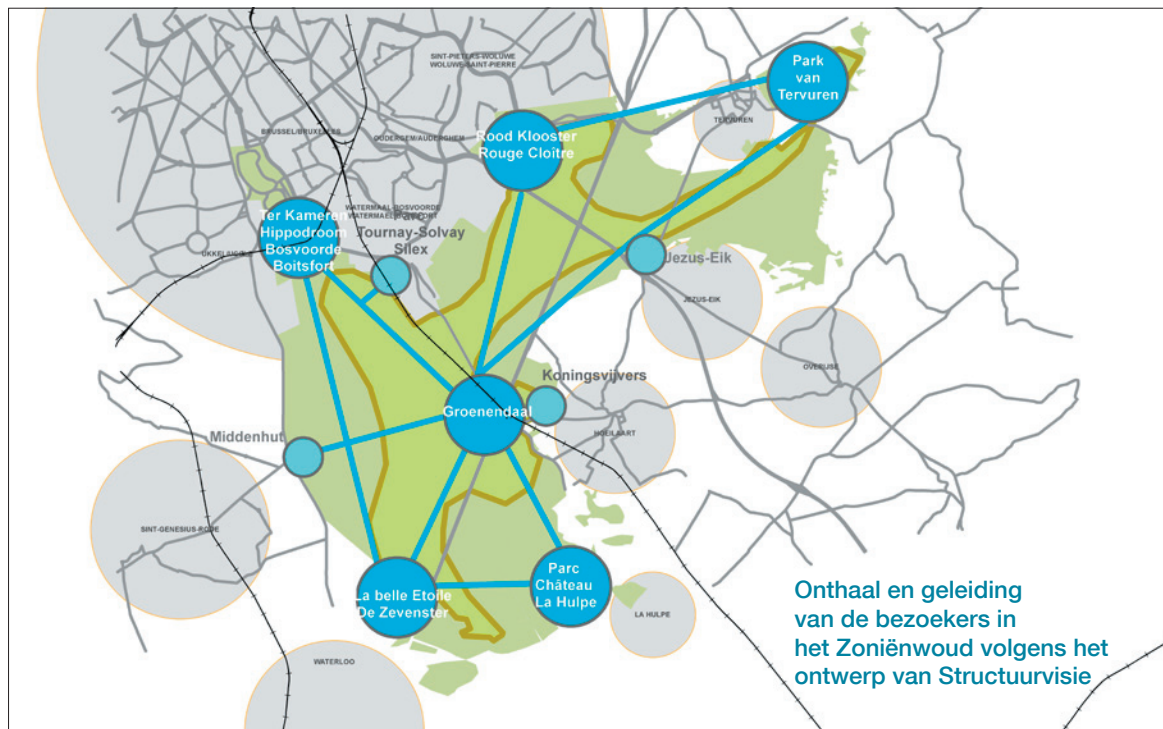 SINT-PIETERS-WOLUWE
WOLUWE-SAINT-PIERRE
Park
van
Tervuren
TERVUREN
BRUSSEL/BRUXELLES
OUDERGEM/AUDERGHEM
Rood Klooster
Rouge Cloître
WATERMAAL-BOSVOORDE
Parc
Tournay-Solvay
Silex
Ter Kameren
Hippodroom
Bosvoorde
Boitsfort
Jezus-Eik
JEZUS-EIK
OVERIJSE
Koningsvijvers
Groenendaal
HOEILAART
Middenhut
SINT-GENESIUS-RODE
La belle Etoile
De Zevenster
Parc
Château
La Hulpe
LA HULPE
WATERLOO
Onthaal en geleiding
van de bezoekers in
het Zoniënwoud volgens het
ontwerp van Structuurvisie